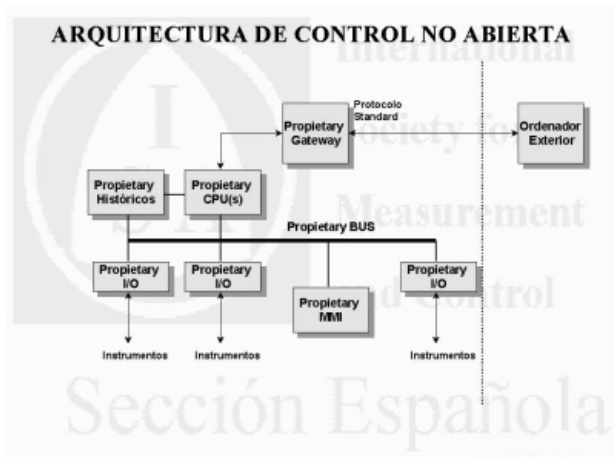 ARQUITECTURA DE CONTROL NO ABIERTA
International
Protocolo
Standard
Propietary
Gateway
Ordenador
Exterior
I
Society for
Propietary
Históricos
Propietary
CPU(s)
S A
Measurement
Propietary BUS
Propietary
I/O
Propietary
I/O
Propietary
MMI
Propietary
I/O
and Control
Instrumentos
Instrumentos
Instrumentos
Sección Española